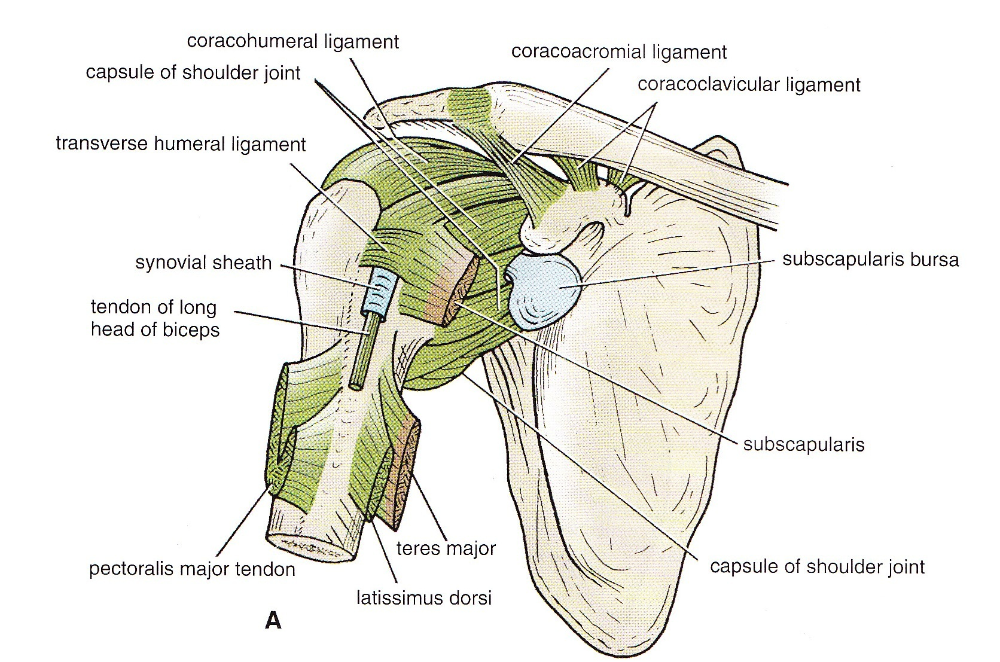 coracohumeral ligament
coracoacromial ligament
capsule of shoulder joint
coracoclavicular ligament
transverse humeral ligament
synovial sheath
subscapularis bursa
tendon of long
head of biceps
subscapularis
teres major
pectoralis major tendon
capsule of shoulder joint
latissimus dorsi
A